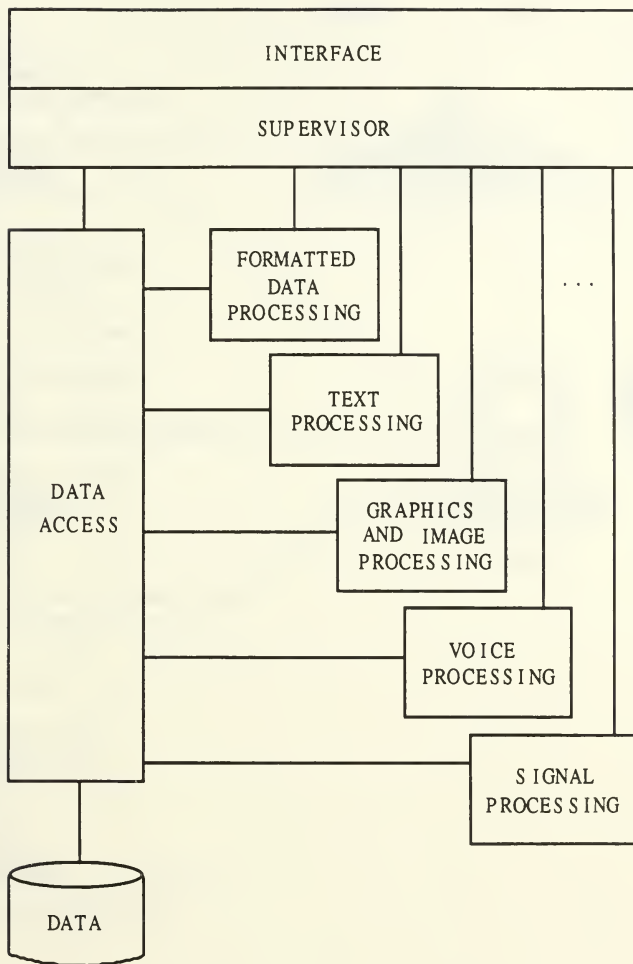 INTERFACE
SUPERVISOR
FORMATTED
DATA
PROCESSING
...
TEXT
PROCESSING
DATA
ACCESS
GRAPHICS
AND IMAGE
PROCESSING
VOICE
PROCESSING
SIGNAL
PROCESSING
DATA